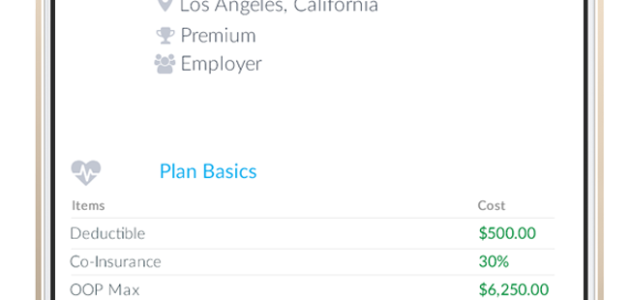 Los Angeles, California
Premium
Employer
Plan Basics
Items Cost
Deductible $500.00
Co-Insurance 30%
OOP Max $6,250.00